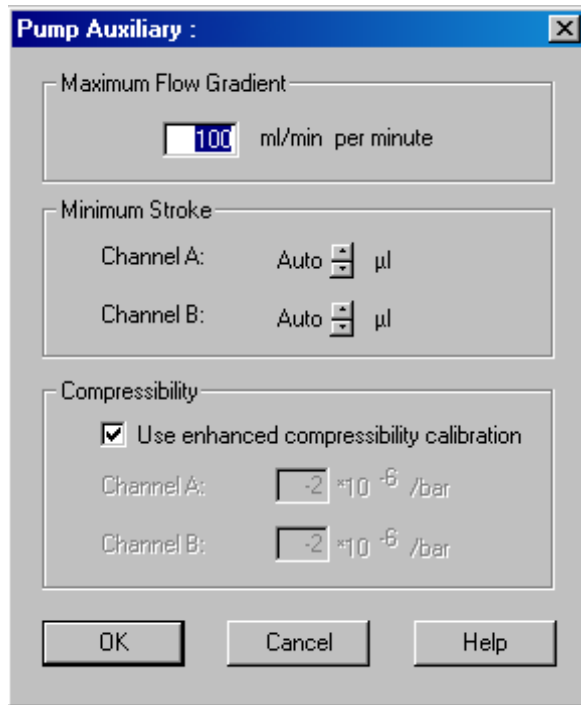 Pump Auxiliary :
Maximum Flow Gradient
100 ml/min per minute
Minimum Stroke
Channel A: Auto µl
Channel B: Auto µl
Compressibility
Use enhanced compressibility calibration
Channel A: -2 *10 -6 /bar
Channel B: -2 *10 -6 /bar
OK Cancel Help